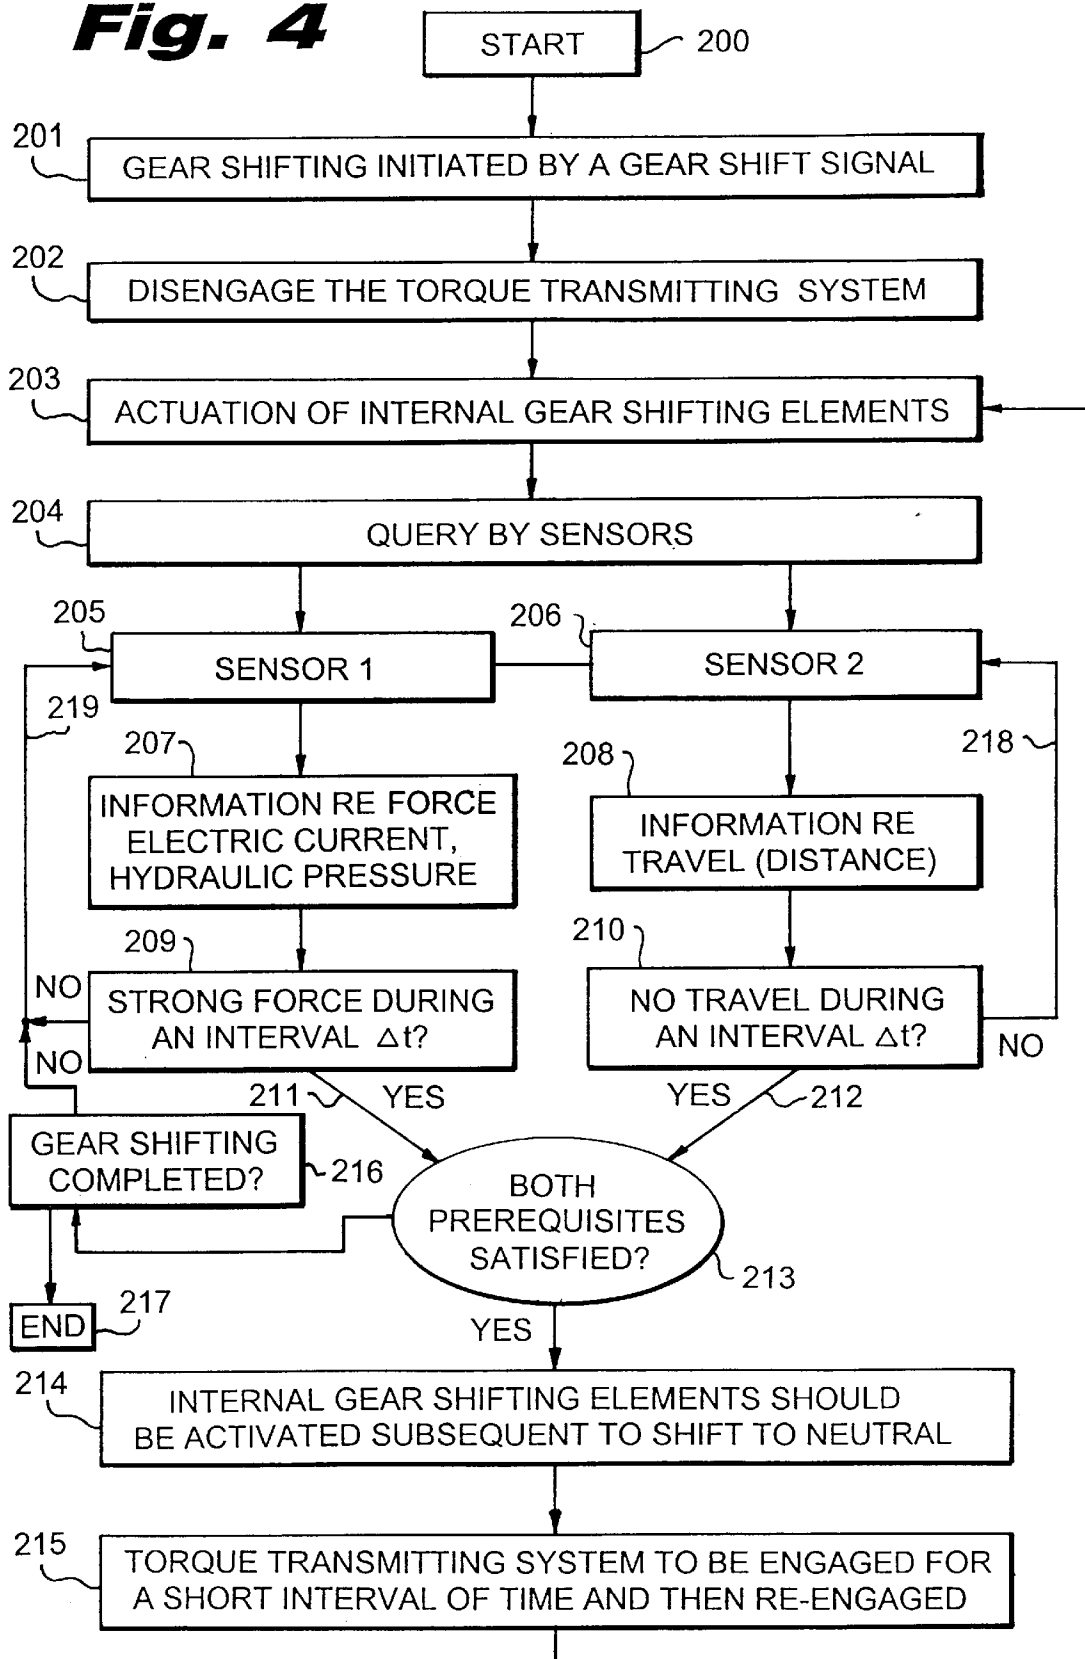 Fig. 4
START
200
201
GEAR SHIFTING INITIATED BY A GEAR SHIFT SIGNAL
202
DISENGAGE THE TORQUE TRANSMITTING SYSTEM
203
ACTUATION OF INTERNAL GEAR SHIFTING ELEMENTS
204
QUERY BY SENSORS
205
206
SENSOR 1
SENSOR 2
219
218
207
208
INFORMATION RE FORCE
ELECTRIC CURRENT,
HYDRAULIC PRESSURE
INFORMATION RE
TRAVEL (DISTANCE)
209
210
NO
STRONG FORCE DURING
AN INTERVAL △t?
NO TRAVEL DURING
AN INTERVAL △t?
NO
NO
211
YES
YES
212
GEAR SHIFTING
COMPLETED?
216
BOTH
PREREQUISITES
SATISFIED?
213
217
END
YES
214
INTERNAL GEAR SHIFTING ELEMENTS SHOULD
BE ACTIVATED SUBSEQUENT TO SHIFT TO NEUTRAL
215
TORQUE TRANSMITTING SYSTEM TO BE ENGAGED FOR
A SHORT INTERVAL OF TIME AND THEN RE-ENGAGED